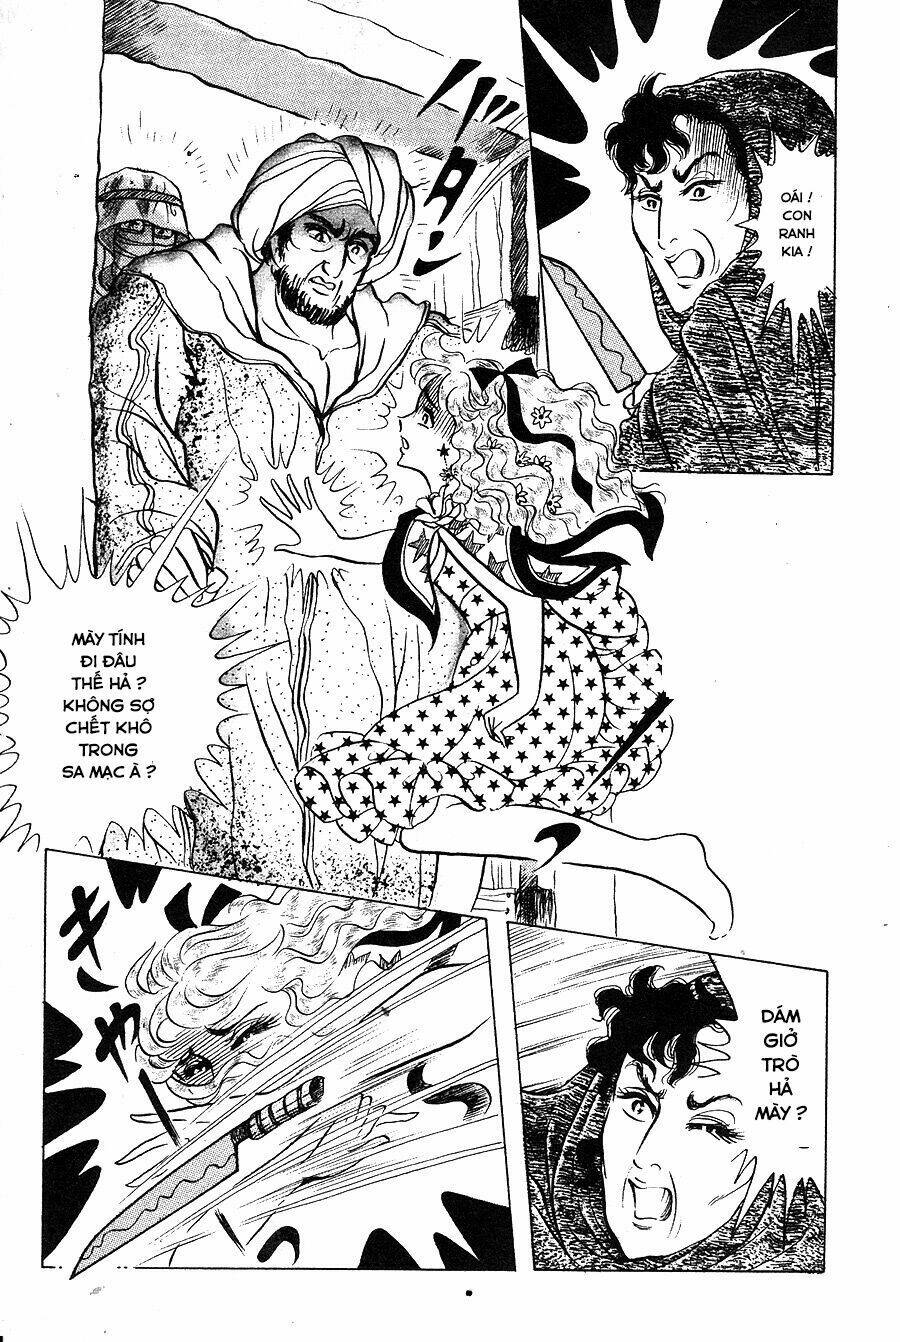 OÁI !
CON
RANH
KIA !
バッ
タ!
MÀY TÍNH
ĐI ĐÂU
THẾ HẢ ?
KHÔNG SỢ
CHẾT KHÔ
TRONG
SA MẠC À ?
DÁM
GIỞ
TRÒ
HẢ
MÀY ?
きゃー